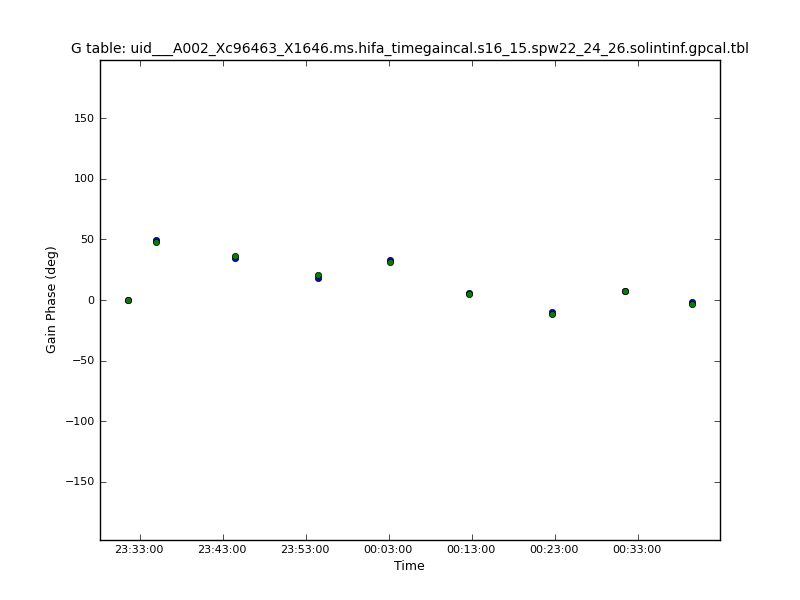 G table: uid___A002_Xc96463_X1646.ms.hifa_timegaincal.s16_15.spw22_24_26.solintinf.gpcal.tbl
150
100
50
0
−50
−100
−150
Gain Phase (deg)
23:33:00 23:43:00 23:53:00 00:03:00 00:13:00 00:23:00 00:33:00
Time